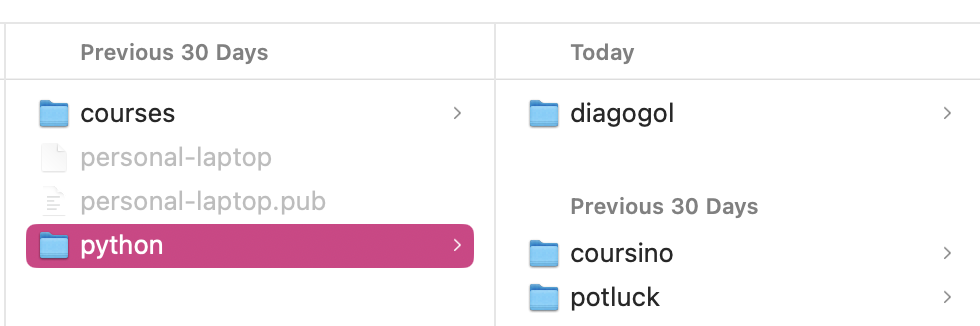 Previous 30 Days
courses
personal-laptop
personal-laptop.pub
python
Today
diagogol
Previous 30 Days
coursino
potluck